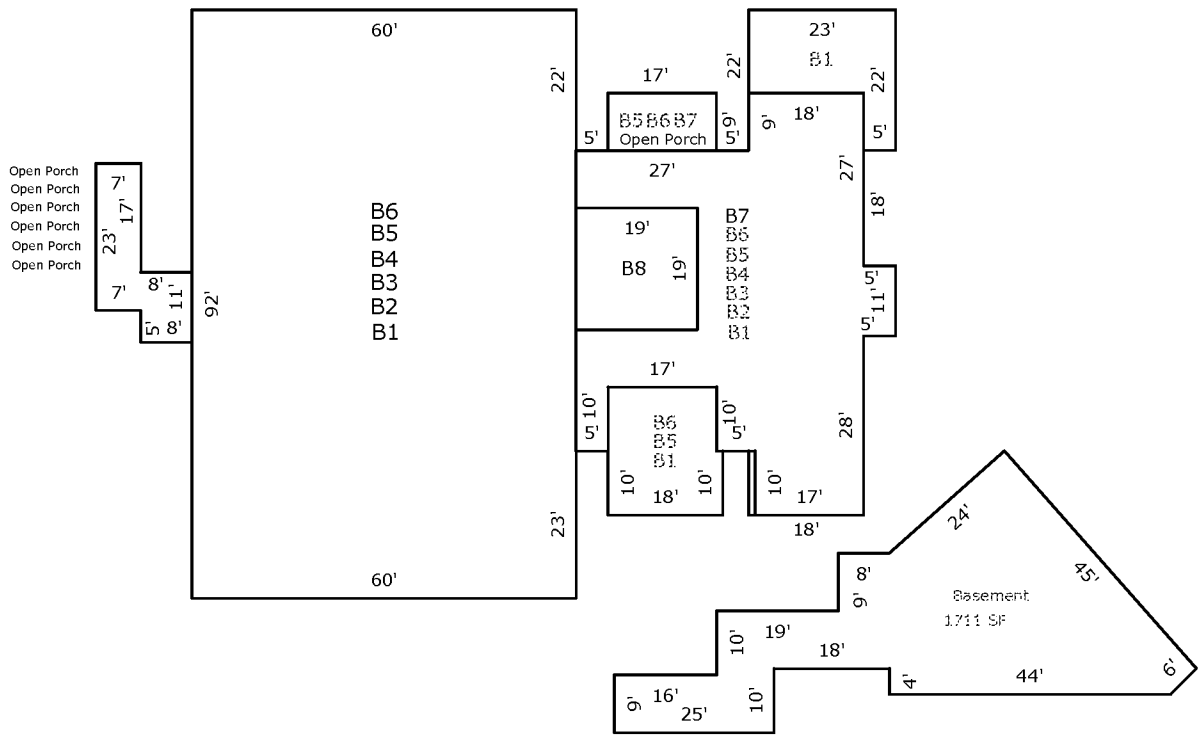 60'
23'
B1
22'
22'
22'
17'
18'
9'
9'
B5B6B7
Open Porch
5'
5'
5'
27'
27'
Open Porch
Open Porch
Open Porch
Open Porch
Open Porch
Open Porch
7'
17'
23'
7'
8'
11'
5'
8'
92'
B6
B5
B4
B3
B2
B1
19'
B8
19'
B7
B6
B5
B4
B3
B2
B1
18'
5'
11'
5'
17'
10'
5'
10'
5'
B6
B5
B1
10'
10'
18'
28'
10'
17'
18'
23'
60'
24'
45'
8'
9'
Basement
1711 SF
10'
19'
18'
4'
44'
6'
9'
16'
25'
10'